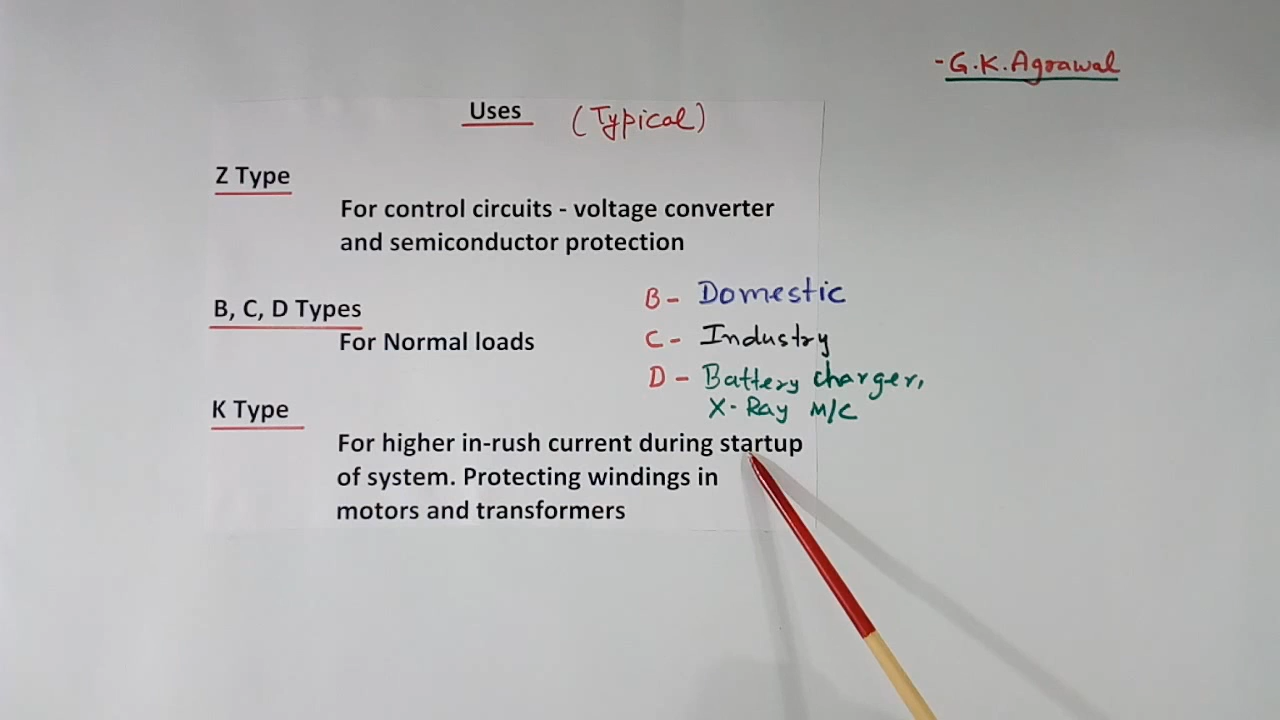 - G.K. Agrawal
Uses (Typical)
Z Type
For control circuits - voltage converter
and semiconductor protection
B, C, D Types
For Normal loads
B - Domestic
C - Industry
D - Battery charger,
X-Ray M/C
K Type
For higher in-rush current during startup
of system. Protecting windings in
motors and transformers